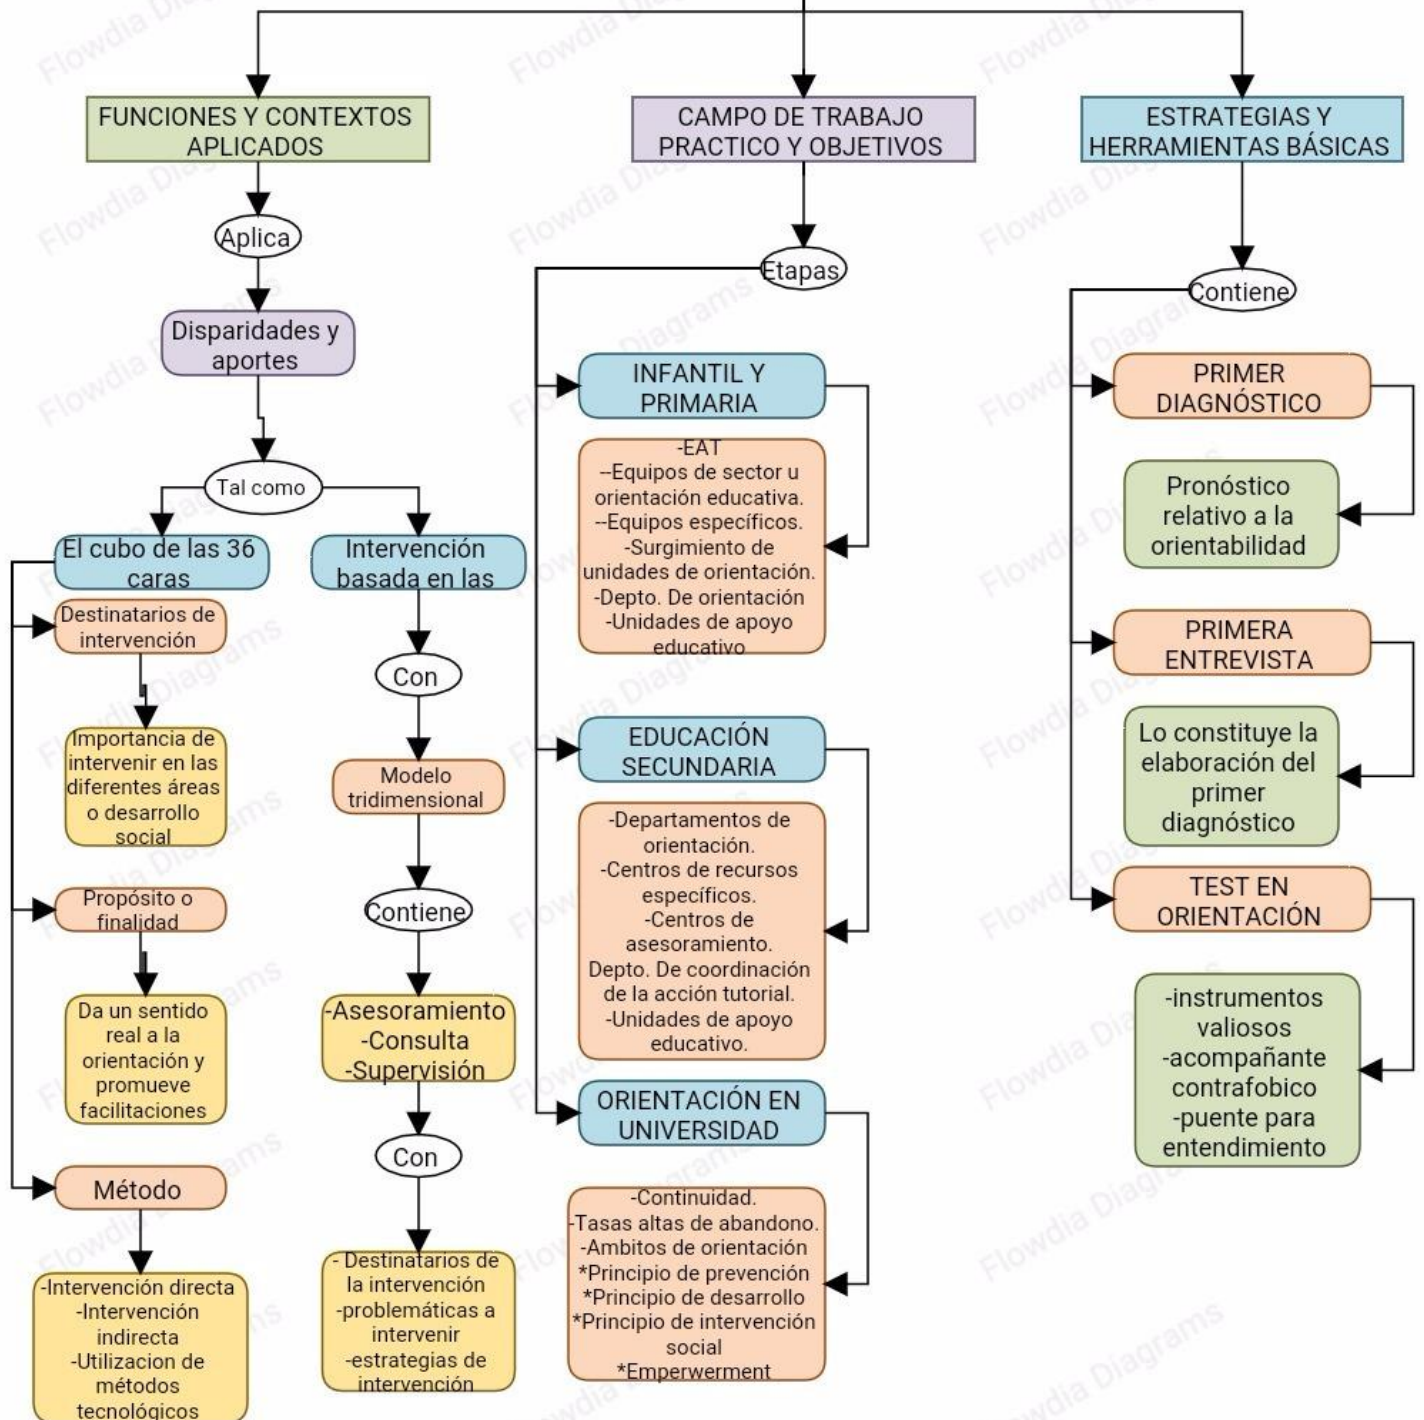 FUNCIONES Y CONTEXTOS
APLICADOS
Aplica
Disparidades y
aportes
Tal como
El cubo de las 36
caras
Destinatarios de
intervención
Importancia de
intervenir en las
diferentes áreas
o desarrollo
social
Propósito o
finalidad
Da un sentido
real a la
orientación y
promueve
facilitaciones
Método
-Intervención directa
-Intervención
indirecta
-Utilizacion de
métodos
tecnológicos
Intervención
basada en las
Con
Modelo
tridimensional
Contiene
-Asesoramiento
-Consulta
-Supervisión
Con
- Destinatarios de
la intervención
-problemáticas a
intervenir
-estrategias de
intervención
CAMPO DE TRABAJO
PRACTICO Y OBJETIVOS
Etapas
INFANTIL Y
PRIMARIA
-EAT
--Equipos de sector u
orientación educativa.
--Equipos específicos.
-Surgimiento de
unidades de orientación.
-Depto. De orientación
-Unidades de apoyo
educativo
EDUCACIÓN
SECUNDARIA
-Departamentos de
orientación.
-Centros de recursos
específicos.
-Centros de
asesoramiento.
Depto. De coordinación
de la acción tutorial.
-Unidades de apoyo
educativo.
ORIENTACIÓN EN
UNIVERSIDAD
-Continuidad.
-Tasas altas de abandono.
-Ambitos de orientación
*Principio de prevención
*Principio de desarrollo
*Principio de intervención
social
*Emperwerment
ESTRATEGIAS Y
HERRAMIENTAS BÁSICAS
Contiene
PRIMER
DIAGNÓSTICO
Pronóstico
relativo a la
orientabilidad
PRIMERA
ENTREVISTA
Lo constituye la
elaboración del
primer
diagnóstico
TEST EN
ORIENTACIÓN
-instrumentos
valiosos
-acompañante
contrafobico
-puente para
entendimiento
Flowdia Diagrams